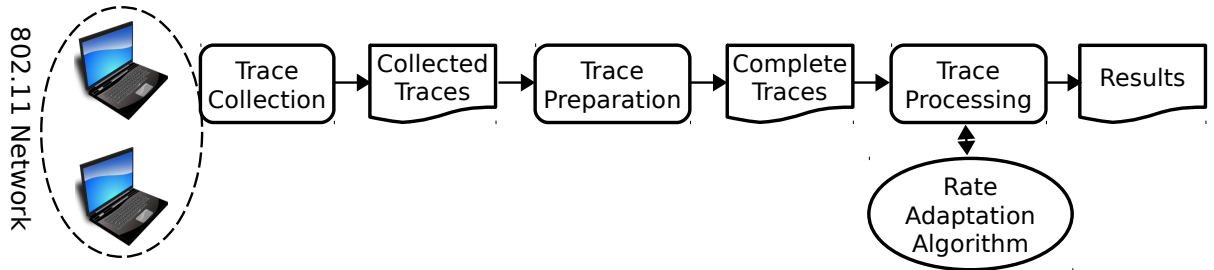 802.11 Network
Trace
Collection
Collected
Traces
Trace
Preparation
Complete
Traces
Trace
Processing
Results
Rate
Adaptation
Algorithm